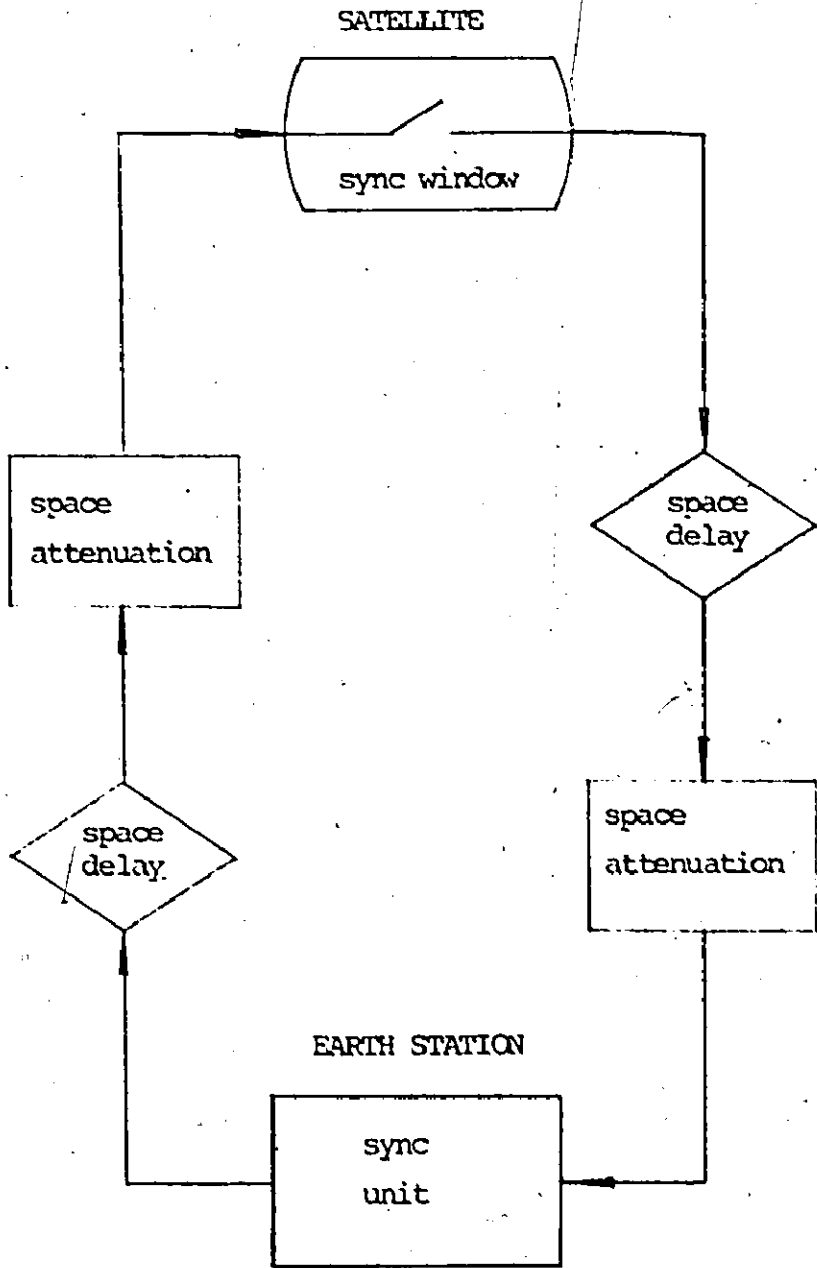 SATELLITE
sync window
space
attenuation
space
delay
space
delay
space
attenuation
EARTH STATION
sync
unit